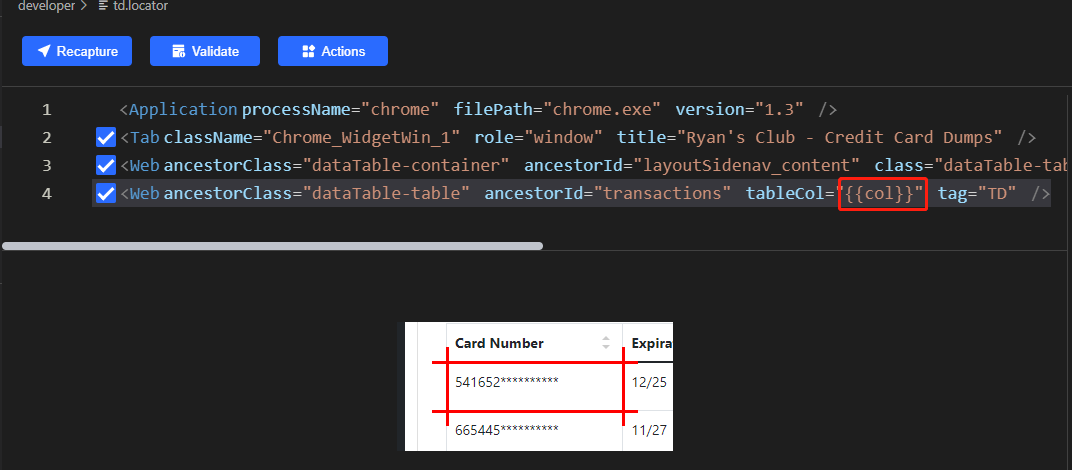 developer > td.locator
Recapture Validate Actions
1 <Application processName="chrome" filePath="chrome.exe" version="1.3" />
2 <Tab className="Chrome_WidgetWin_1" role="window" title="Ryan's Club - Credit Card Dumps" />
3 <Web ancestorClass="dataTable-container" ancestorId="layoutSidenav_content" class="dataTable-tab
4 <Web ancestorClass="dataTable-table" ancestorId="transactions" tableCol="{{col}}" tag="TD" />
Card Number Expira
541652********** 12/25
665445********** 11/27